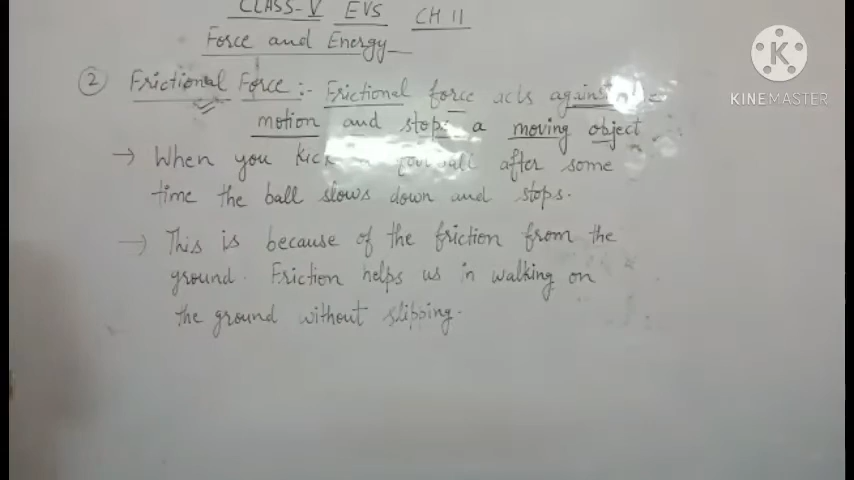 CLASS-V EVS CH 11
Force and Energy
② Frictional Force :- Frictional force acts against the
motion and stops a moving object
→ When you kick a football after some
time the ball slows down and stops.
→ This is because of the friction from the
ground. Friction helps us in walking on
the ground without slipping.
K
KINEMASTER